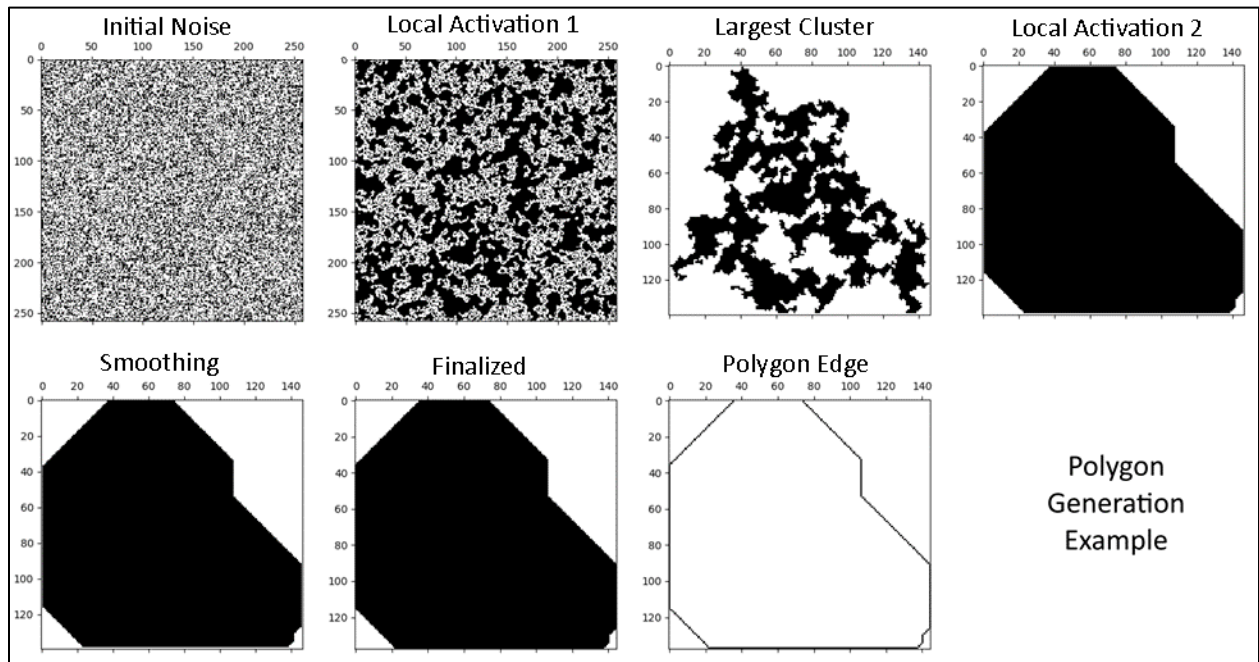 Initial Noise
0 50 100 150 200 250
0
50
100
150
200
250
Local Activation 1
0 50 100 150 200 250
0
50
100
150
200
250
Largest Cluster
0 20 40 60 80 100 120 140
0
20
40
60
80
100
120
Local Activation 2
0 20 40 60 80 100 120 140
0
20
40
60
80
100
120
Smoothing
0 20 40 60 80 100 120 140
0
20
40
60
80
100
120
Finalized
0 20 40 60 80 100 120 140
0
20
40
60
80
100
120
Polygon Edge
0 20 40 60 80 100 120 140
0
20
40
60
80
100
120
Polygon
Generation
Example